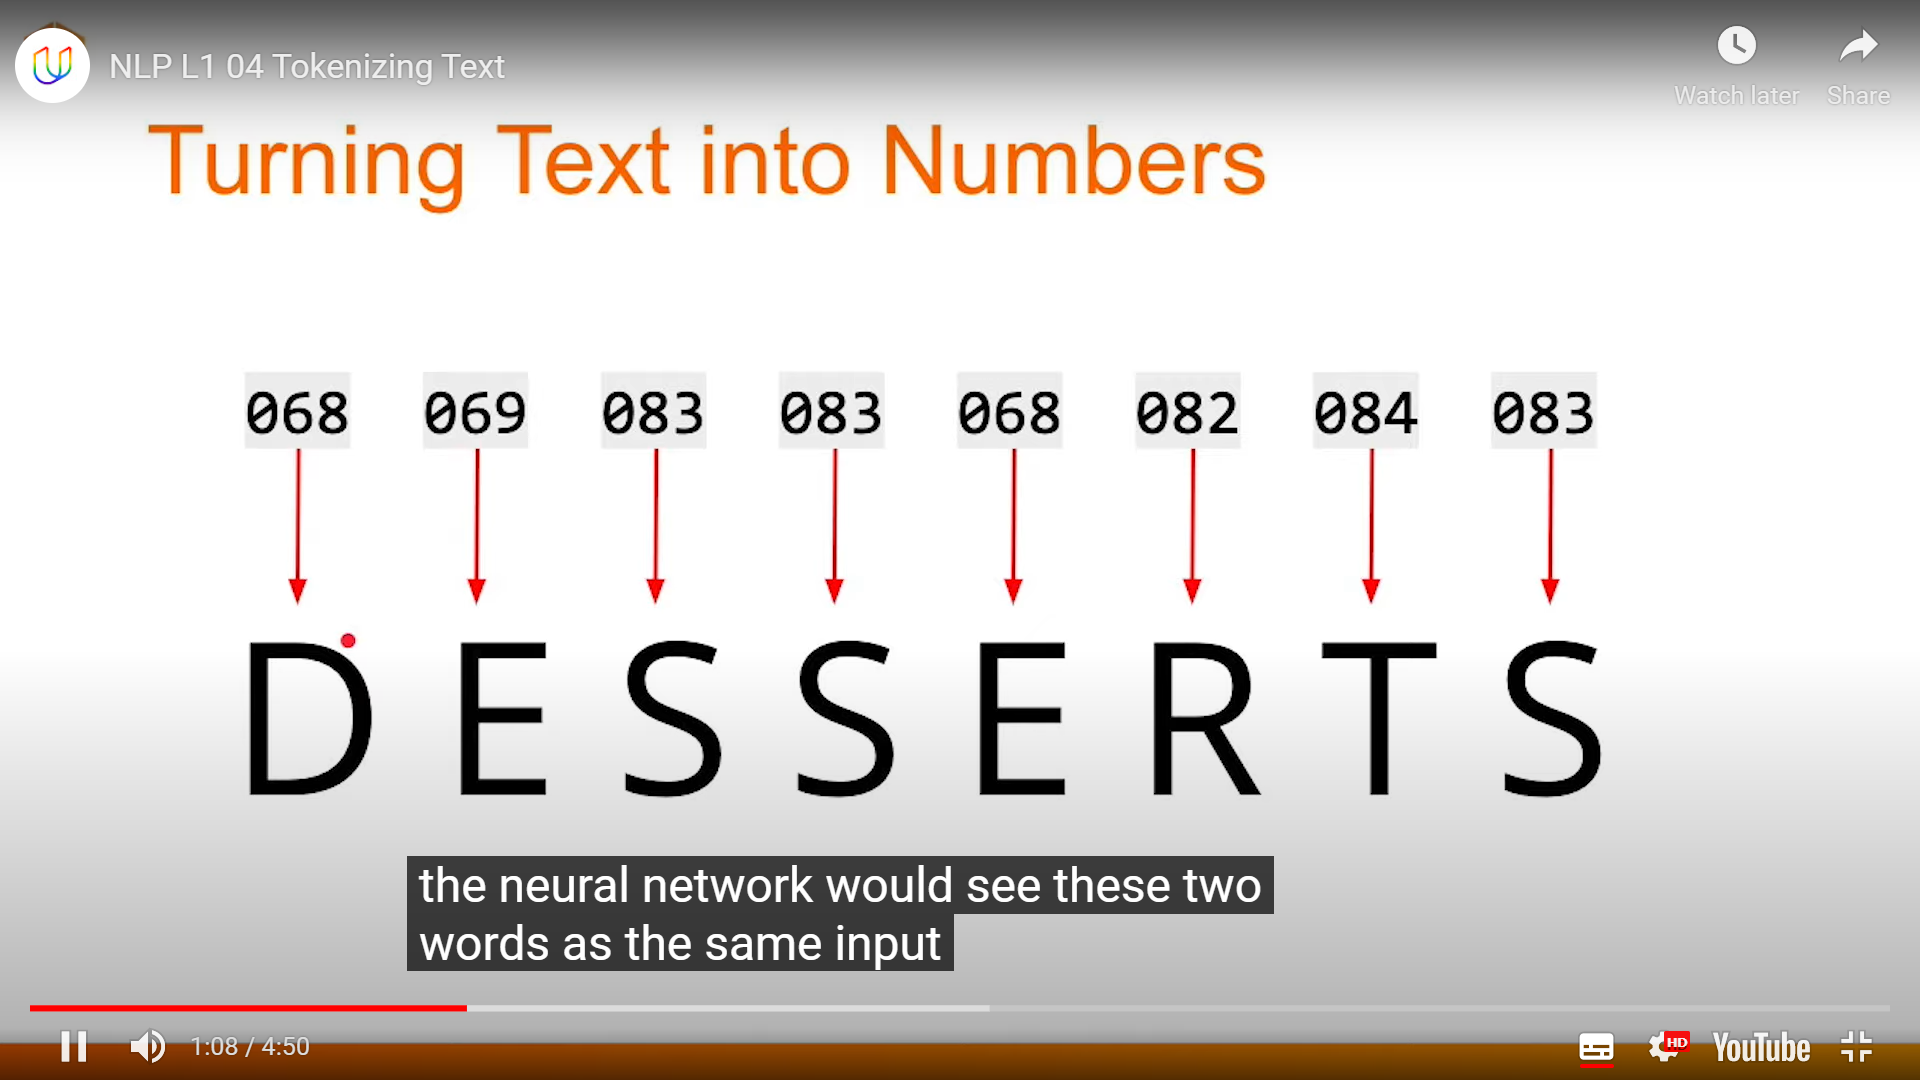 NLP L1 04 Tokenizing Text
Watch later
Share
Turning Text into Numbers
068 069 083 083 068 082 084 083
D E S S E R T S
the neural network would see these two
words as the same input
1:08 / 4:50
HD
YouTube